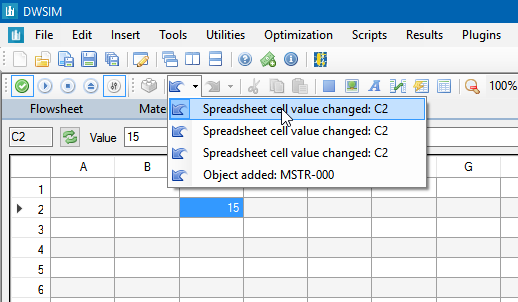 DWSIM
File Edit Insert Tools Utilities Optimization Scripts Results Plugins
100%
Flowsheet Mate
Spreadsheet cell value changed: C2
Spreadsheet cell value changed: C2
Spreadsheet cell value changed: C2
Object added: MSTR-000
C2 Value 15
A B G
1
2 15
3
4
5
6